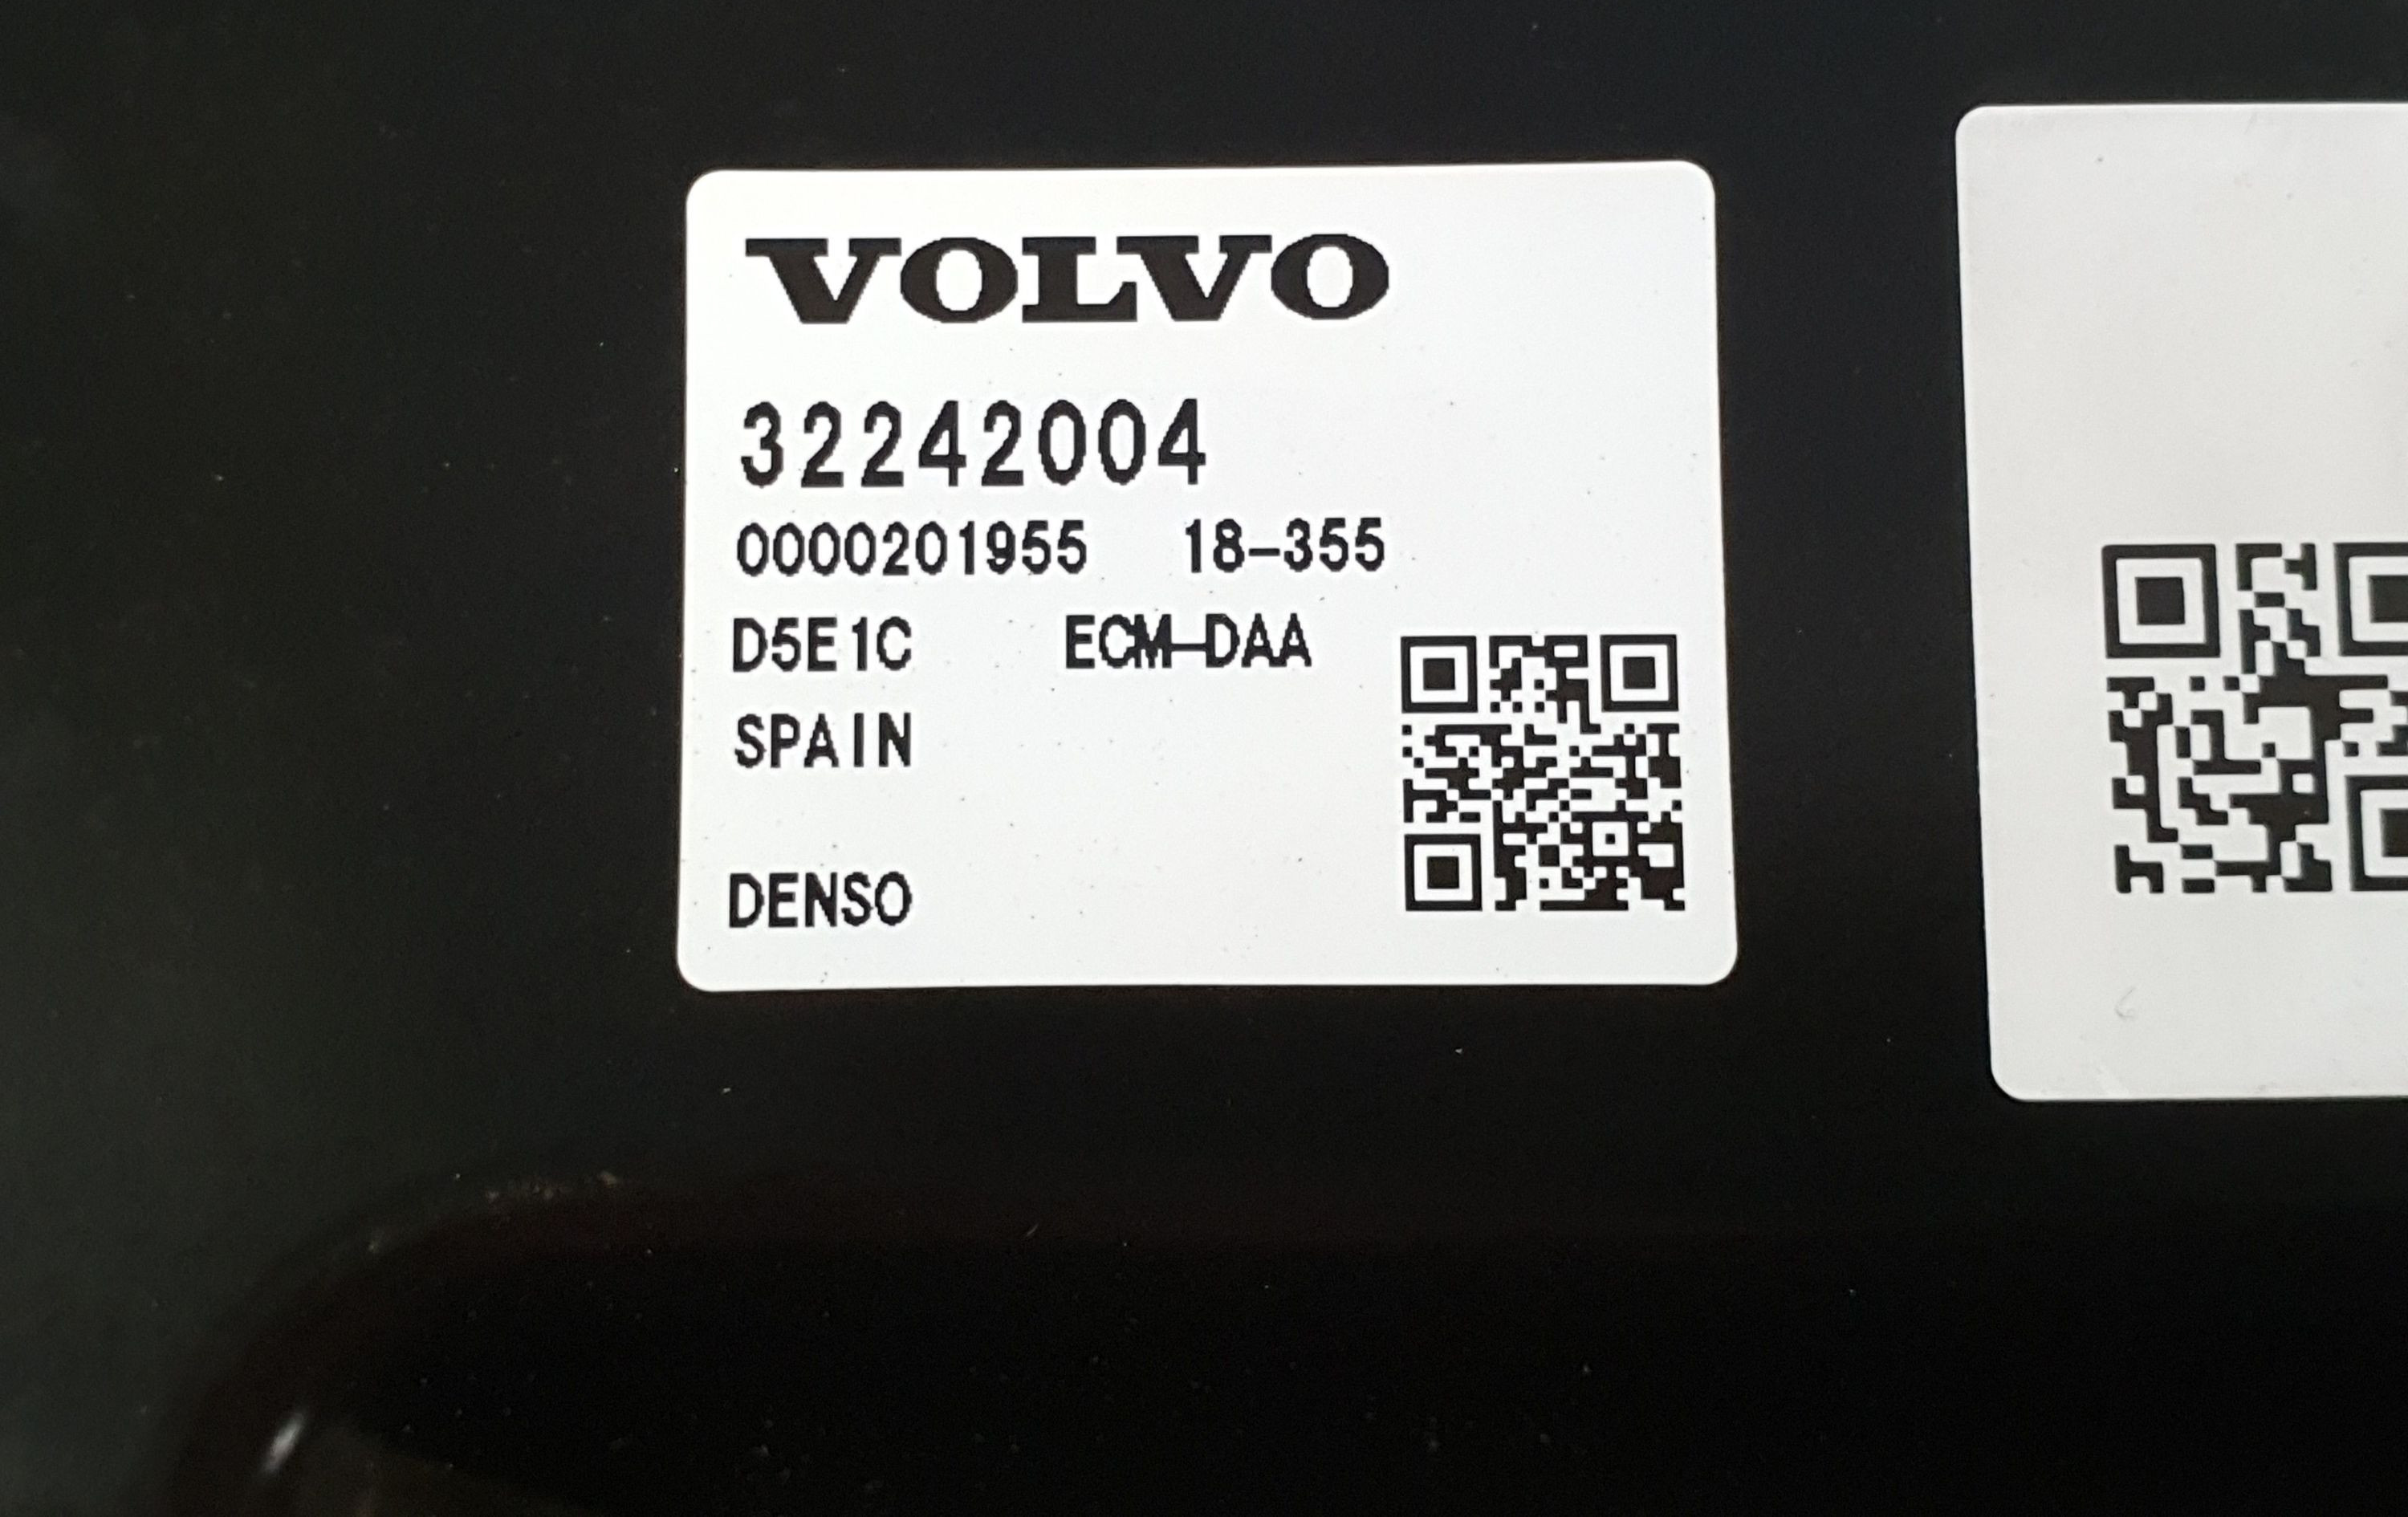 VOLVO
32242004
0000201955 18-355
D5E1C ECM-DAA
SPAIN
DENSO